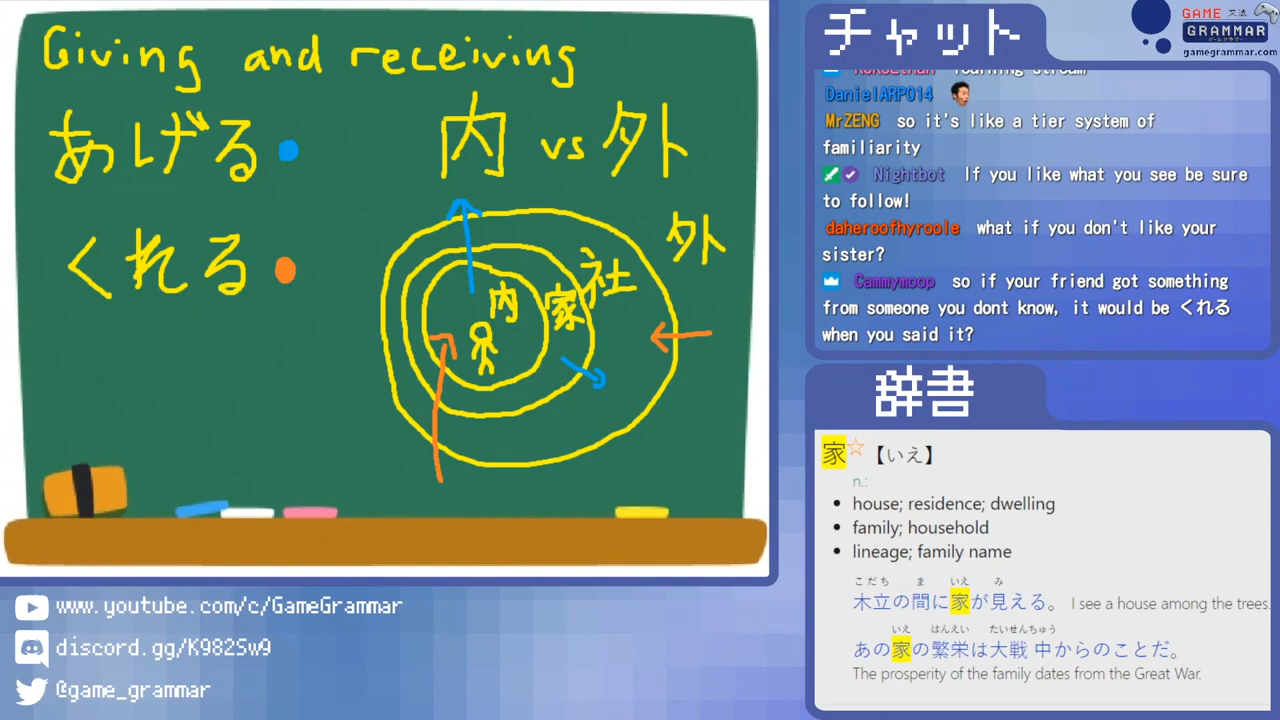 Giving and receiving
あげる
くれる
内 vs 外
外
社
家
内
www.youtube.com/c/GameGrammar
discord.gg/K982Sw9
@game_grammar
チャット
GAME 文法
GRAMMAR
gamegrammar.com
learning stream
DanielARP014
MrZENG so it's like a tier system of
familiarity
Nightbot If you like what you see be sure
to follow!
daheroofhyroole what if you don't like your
sister?
Cammymoop so if your friend got something
from someone you dont know, it would be くれる
when you said it?
辞書
家☆【いえ】
n.:
• house; residence; dwelling
• family; household
• lineage; family name
こだち ま いえ み
木立の間に家が見える。 I see a house among the trees.
いえ はんえい たいせんちゅう
あの家の繁栄は大戦 中からのことだ。
The prosperity of the family dates from the Great War.